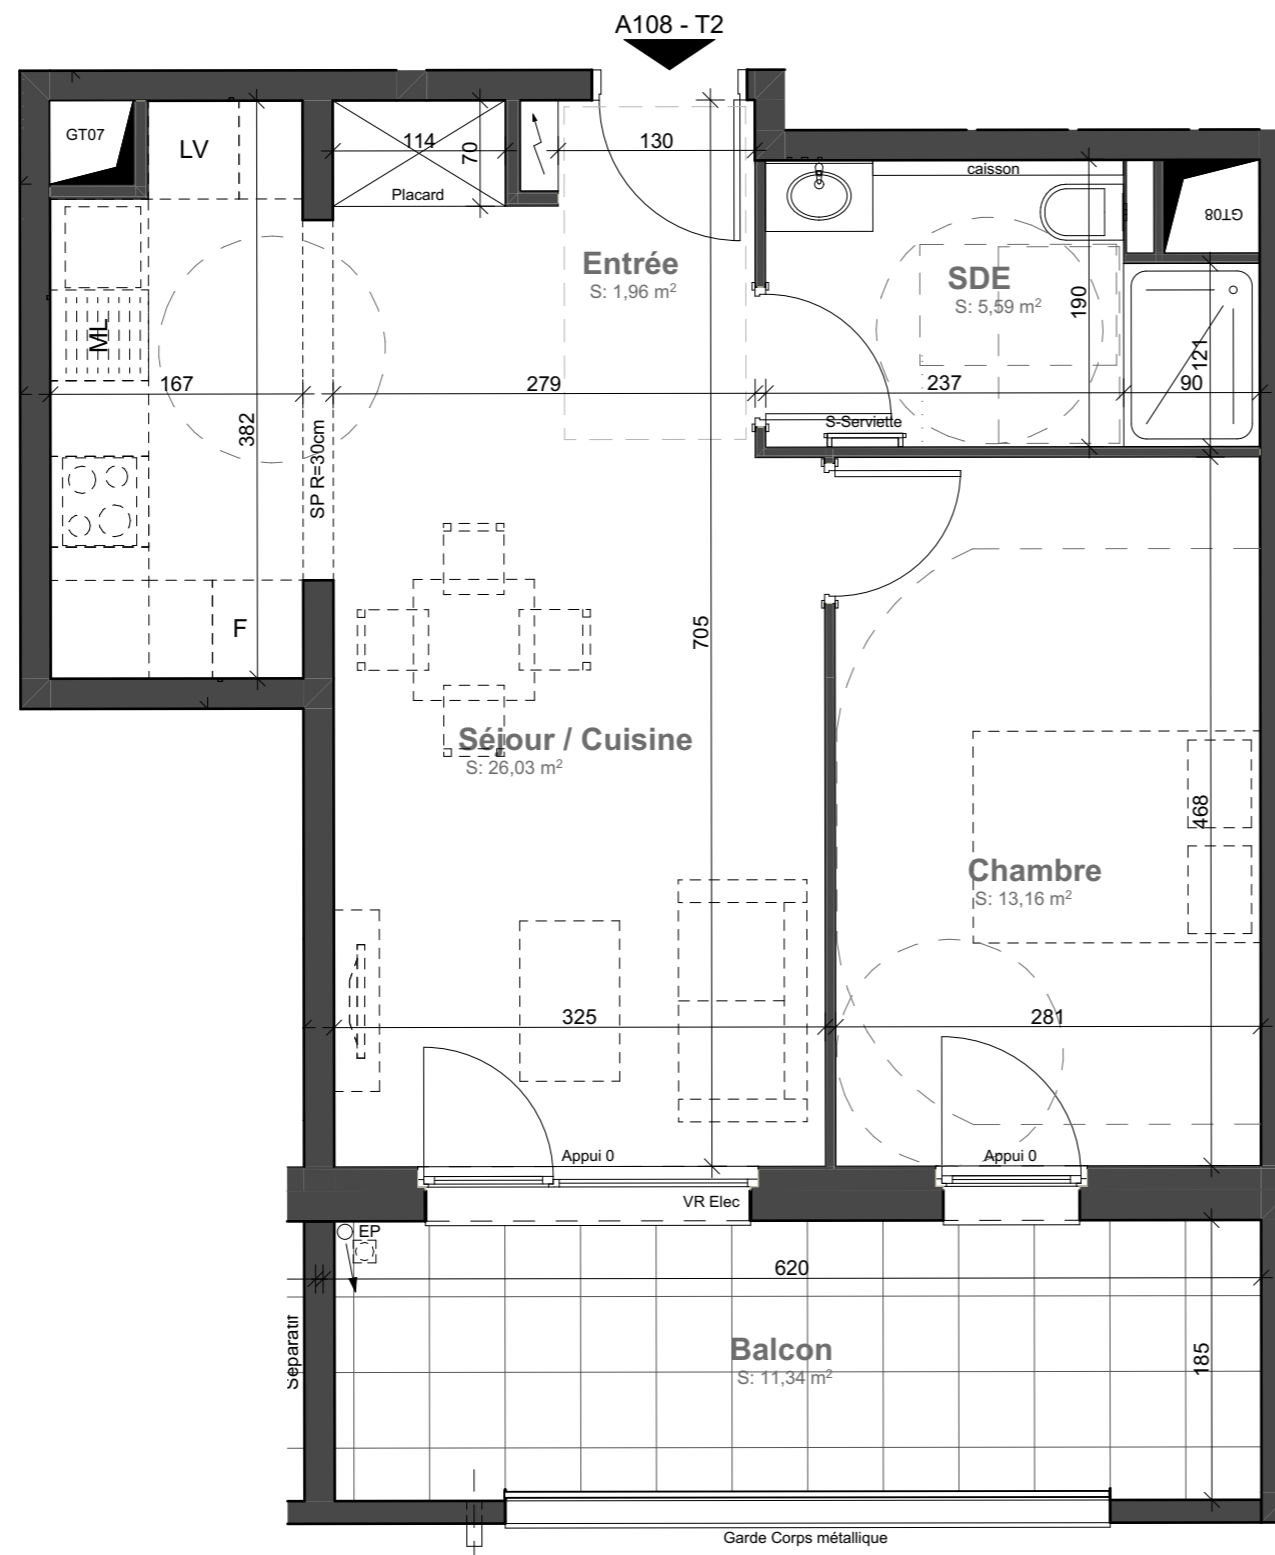 A108 - T2
GT07
LV
114
70
Placard
130
caisson
GT08
Entrée
S: 1,96 m²
SDE
S: 5,59 m²
190
121
ML
167
279
237
90
382
SP R=30cm
S-Serviette
F
705
Séjour / Cuisine
S: 26,03 m²
468
Chambre
S: 13,16 m²
325
281
Appui 0
Appui 0
VR Elec
EP
620
Séparatif
Balcon
S: 11,34 m²
185
Garde Corps métallique